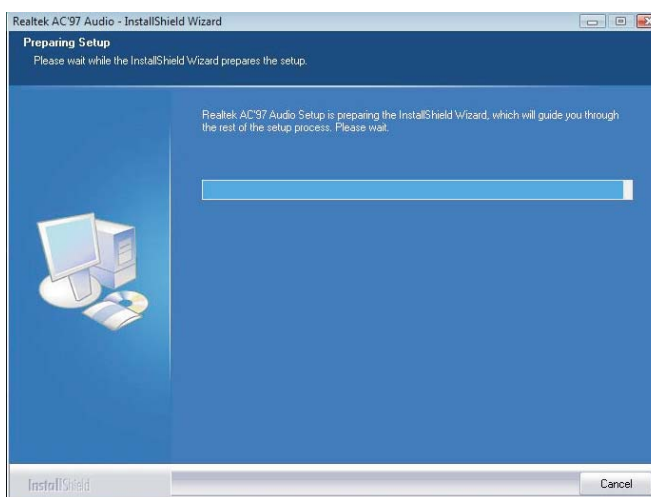 Realtek AC'97 Audio - InstallShield Wizard
Preparing Setup
Please wait while the InstallShield Wizard prepares the setup.
Realtek AC'97 Audio Setup is preparing the InstallShield Wizard, which will guide you through
the rest of the setup process. Please wait.
InstallShield
Cancel